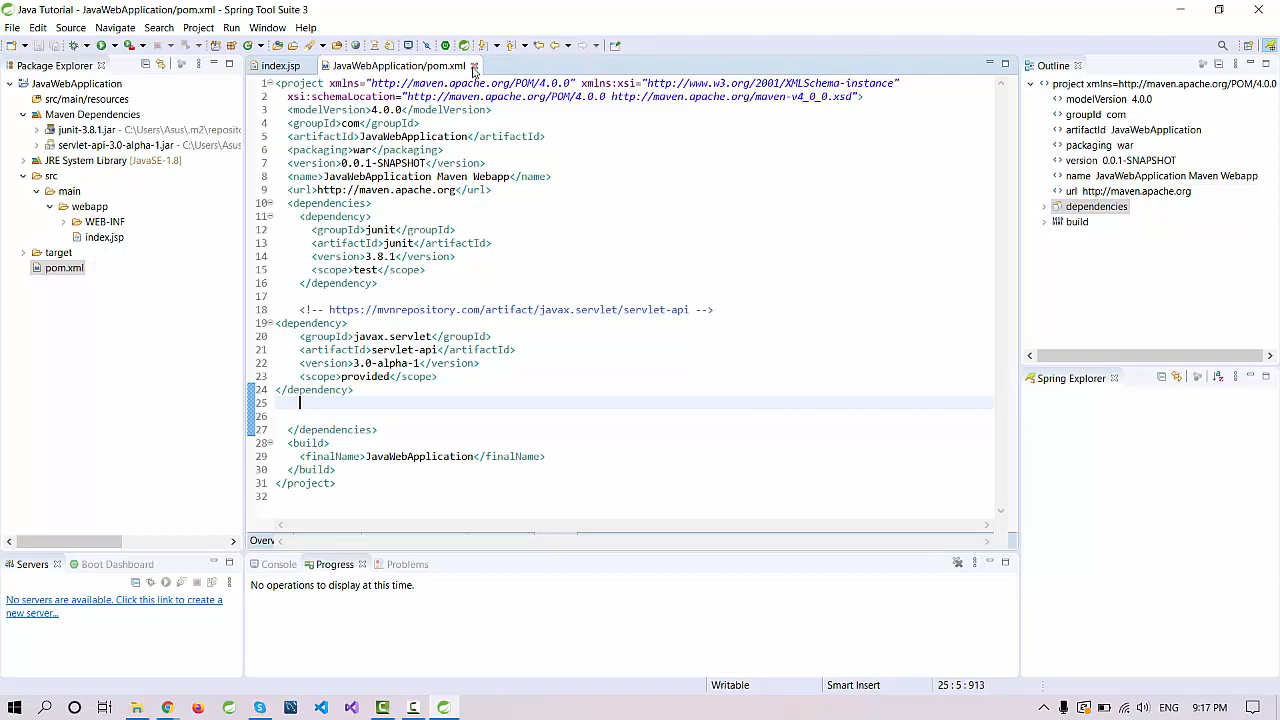 Java Tutorial - JavaWebApplication/pom.xml - Spring Tool Suite 3
File Edit Source Navigate Search Project Run Window Help
Package Explorer
JavaWebApplication
src/main/resources
Maven Dependencies
junit-3.8.1.jar - C:\Users\Asus\.m2\reposito
servlet-api-3.0-alpha-1.jar - C:\Users\Asus
JRE System Library [JavaSE-1.8]
src
main
webapp
WEB-INF
index.jsp
target
pom.xml
index.jsp
JavaWebApplication/pom.xml
1 <project xmlns="http://maven.apache.org/POM/4.0.0" xmlns:xsi="http://www.w3.org/2001/XMLSchema-instance"
2 xsi:schemaLocation="http://maven.apache.org/POM/4.0.0 http://maven.apache.org/maven-v4_0_0.xsd">
3 <modelVersion>4.0.0</modelVersion>
4 <groupId>com</groupId>
5 <artifactId>JavaWebApplication</artifactId>
6 <packaging>war</packaging>
7 <version>0.0.1-SNAPSHOT</version>
8 <name>JavaWebApplication Maven Webapp</name>
9 <url>http://maven.apache.org</url>
10 <dependencies>
11 <dependency>
12 <groupId>junit</groupId>
13 <artifactId>junit</artifactId>
14 <version>3.8.1</version>
15 <scope>test</scope>
16 </dependency>
17
18 <!-- https://mvnrepository.com/artifact/javax.servlet/servlet-api -->
19 <dependency>
20 <groupId>javax.servlet</groupId>
21 <artifactId>servlet-api</artifactId>
22 <version>3.0-alpha-1</version>
23 <scope>provided</scope>
24 </dependency>
25
26
27 </dependencies>
28 <build>
29 <finalName>JavaWebApplication</finalName>
30 </build>
31 </project>
32
Overv
Outline
project xmlns=http://maven.apache.org/POM/4.0
modelVersion 4.0.0
groupId com
artifactId JavaWebApplication
packaging war
version 0.0.1-SNAPSHOT
name JavaWebApplication Maven Webapp
url http://maven.apache.org
dependencies
build
Spring Explorer
Servers Boot Dashboard
No servers are available. Click this link to create a
new server...
Console Progress Problems
No operations to display at this time.
Writable Smart Insert 25 : 5 : 913
ENG 9:17 PM